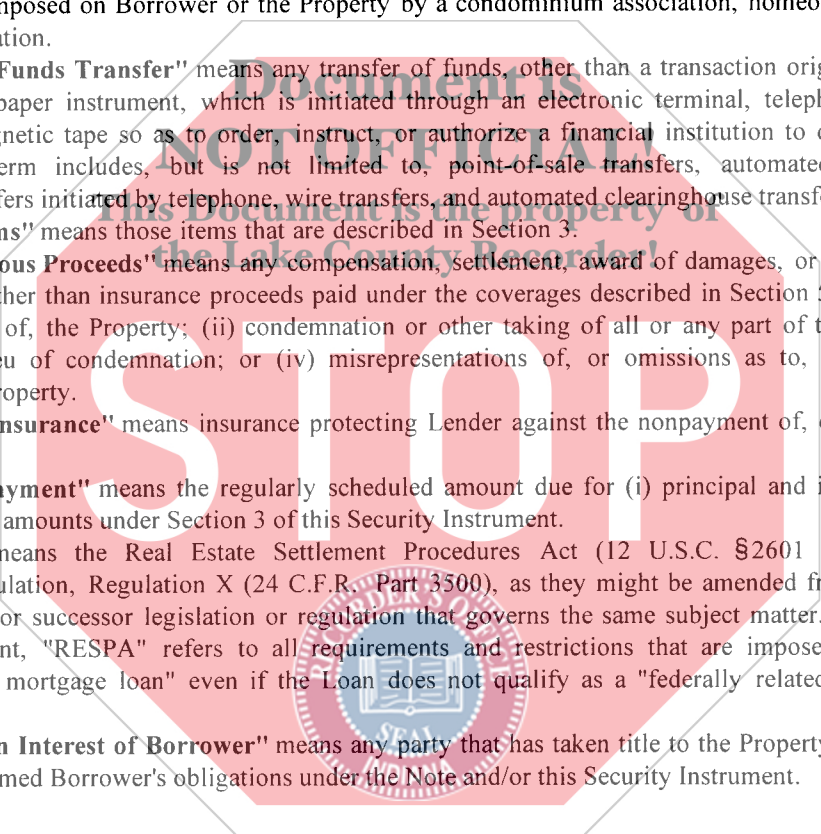 mposed on Borrower or the Property by a condominium association, homeo
ation.
Funds Transfer" means any transfer of funds, other than a transaction orig
paper instrument, which is initiated through an electronic terminal, teleph
gnetic tape so as to order, instruct, or authorize a financial institution to d
erm includes, but is not limited to, point-of-sale transfers, automated
fers initiated by telephone, wire transfers, and automated clearinghouse transf
ms" means those items that are described in Section 3.
ous Proceeds" means any compensation, settlement, award of damages, or
ther than insurance proceeds paid under the coverages described in Section 5
of, the Property; (ii) condemnation or other taking of all or any part of t
eu of condemnation; or (iv) misrepresentations of, or omissions as to,
roperty.
nsurance" means insurance protecting Lender against the nonpayment of,
ayment" means the regularly scheduled amount due for (i) principal and i
amounts under Section 3 of this Security Instrument.
means the Real Estate Settlement Procedures Act (12 U.S.C. §2601
ulation, Regulation X (24 C.F.R. Part 3500), as they might be amended fr
or successor legislation or regulation that governs the same subject matter.
nt, "RESPA" refers to all requirements and restrictions that are impose
mortgage loan" even if the Loan does not qualify as a "federally related
n Interest of Borrower" means any party that has taken title to the Property
med Borrower's obligations under the Note and/or this Security Instrument.
Document is
NOT OFFICIAL!
This Document is the property of
the Lake County Recorder!
STOP
RECORDER'S OFFICE
SEAL
INDIANA